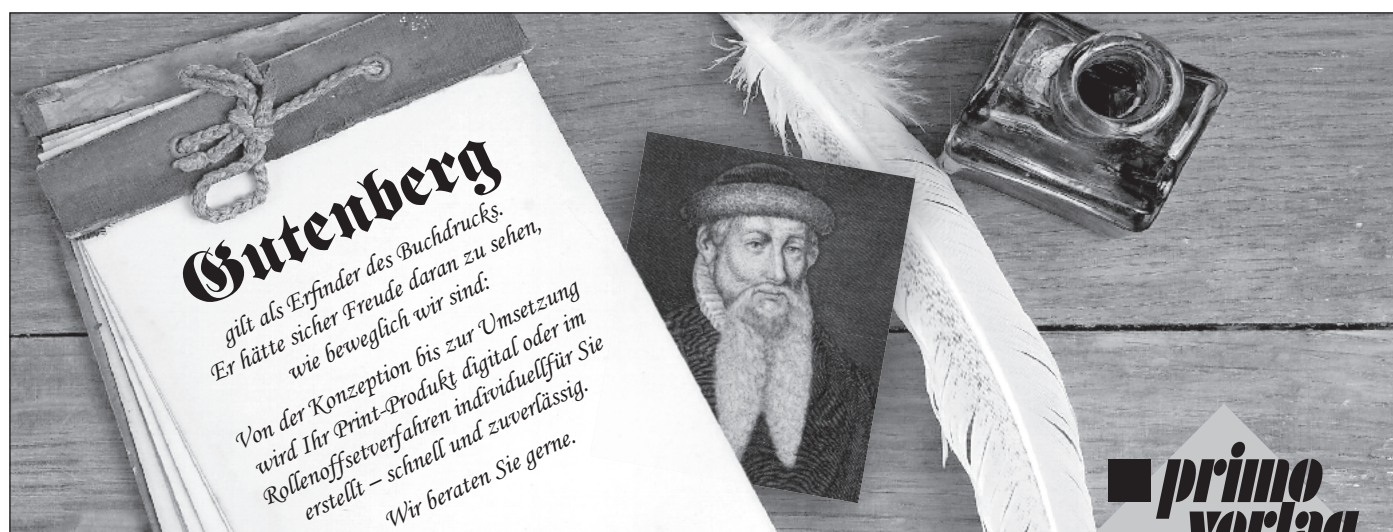 Gutenberg
gilt als Erfinder des Buchdrucks.
Er hätte sicher Freude daran zu sehen,
wie beweglich wir sind:
Von der Konzeption bis zur Umsetzung
wird Ihr Print-Produkt digital oder im
Rollenoffsetverfahren individuellfür Sie
erstellt – schnell und zuverlässig.
Wir beraten Sie gerne.
primo
verlag